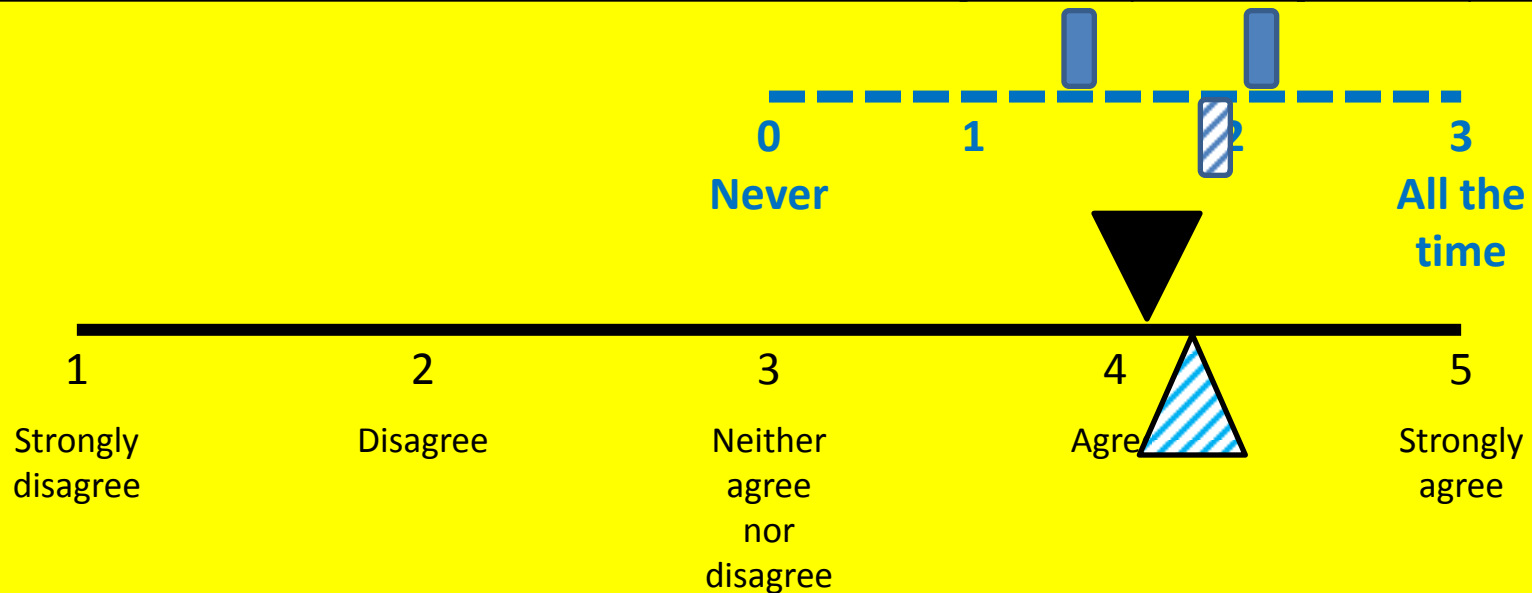 0 1 2 3
Never All the
time
1 2 3 4 5
Strongly
disagree
Disagree
Neither
agree
nor
disagree
Agre
Strongly
agree